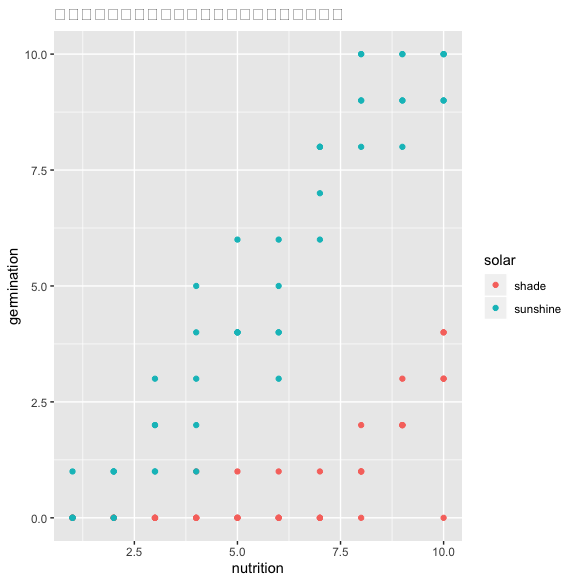 10.0
7.5
5.0
2.5
0.0
germination
2.5 5.0 7.5 10.0
nutrition
solar
shade
sunshine